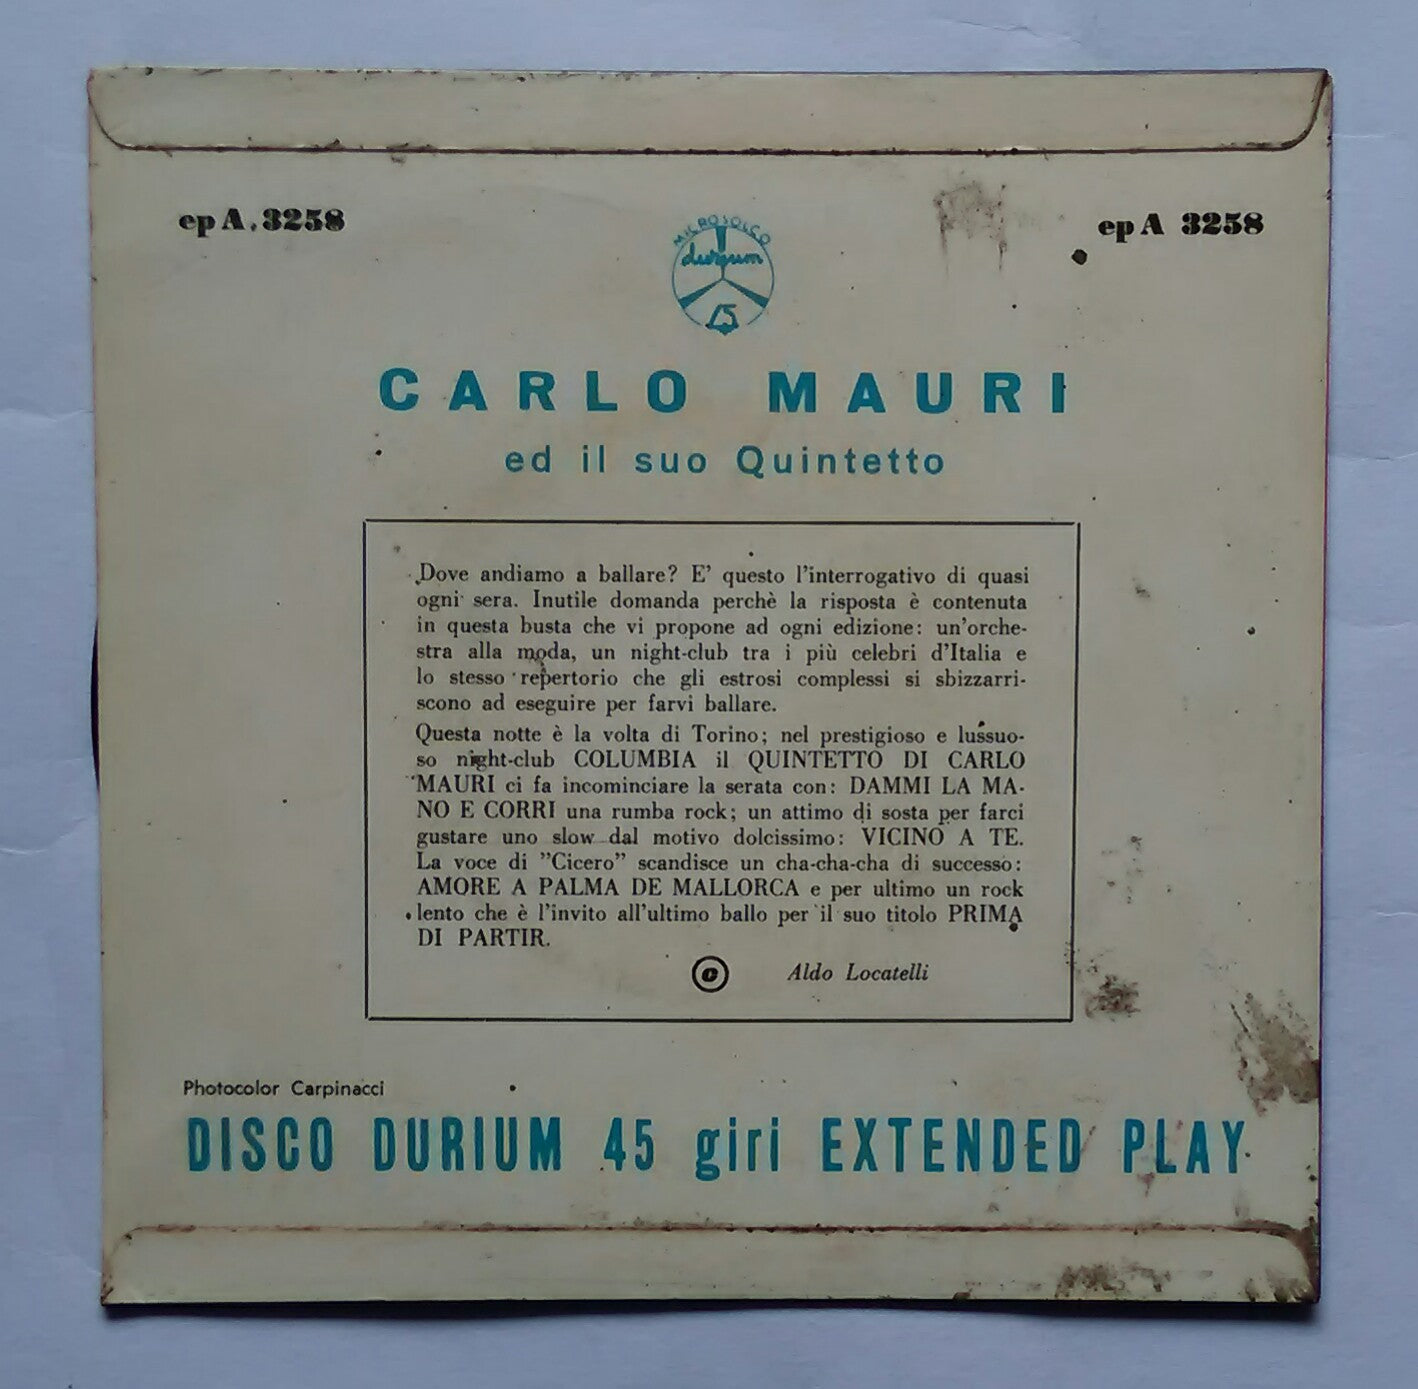 ep A. 3258
ep A 3258
MICROSOLCO
durium
45
CARLO MAURI
ed il suo Quintetto
Dove andiamo a ballare? E' questo l'interrogativo di quasi
ogni sera. Inutile domanda perchè la risposta è contenuta
in questa busta che vi propone ad ogni edizione: un'orche-
stra alla moda, un night-club tra i più celebri d'Italia e
lo stesso repertorio che gli estrosi complessi si sbizzarri-
scono ad eseguire per farvi ballare.
Questa notte è la volta di Torino; nel prestigioso e lussuo-
so night-club COLUMBIA il QUINTETTO DI CARLO
MAURI ci fa incominciare la serata con: DAMMI LA MA-
NO E CORRI una rumba rock; un attimo di sosta per farci
gustare uno slow dal motivo dolcissimo: VICINO A TE.
La voce di ”Cicero” scandisce un cha-cha-cha di successo:
AMORE A PALMA DE MALLORCA e per ultimo un rock
lento che è l'invito all'ultimo ballo per il suo titolo PRIMA
DI PARTIR.
© Aldo Locatelli
Photocolor Carpinacci
DISCO DURIUM 45 giri EXTENDED PLAY